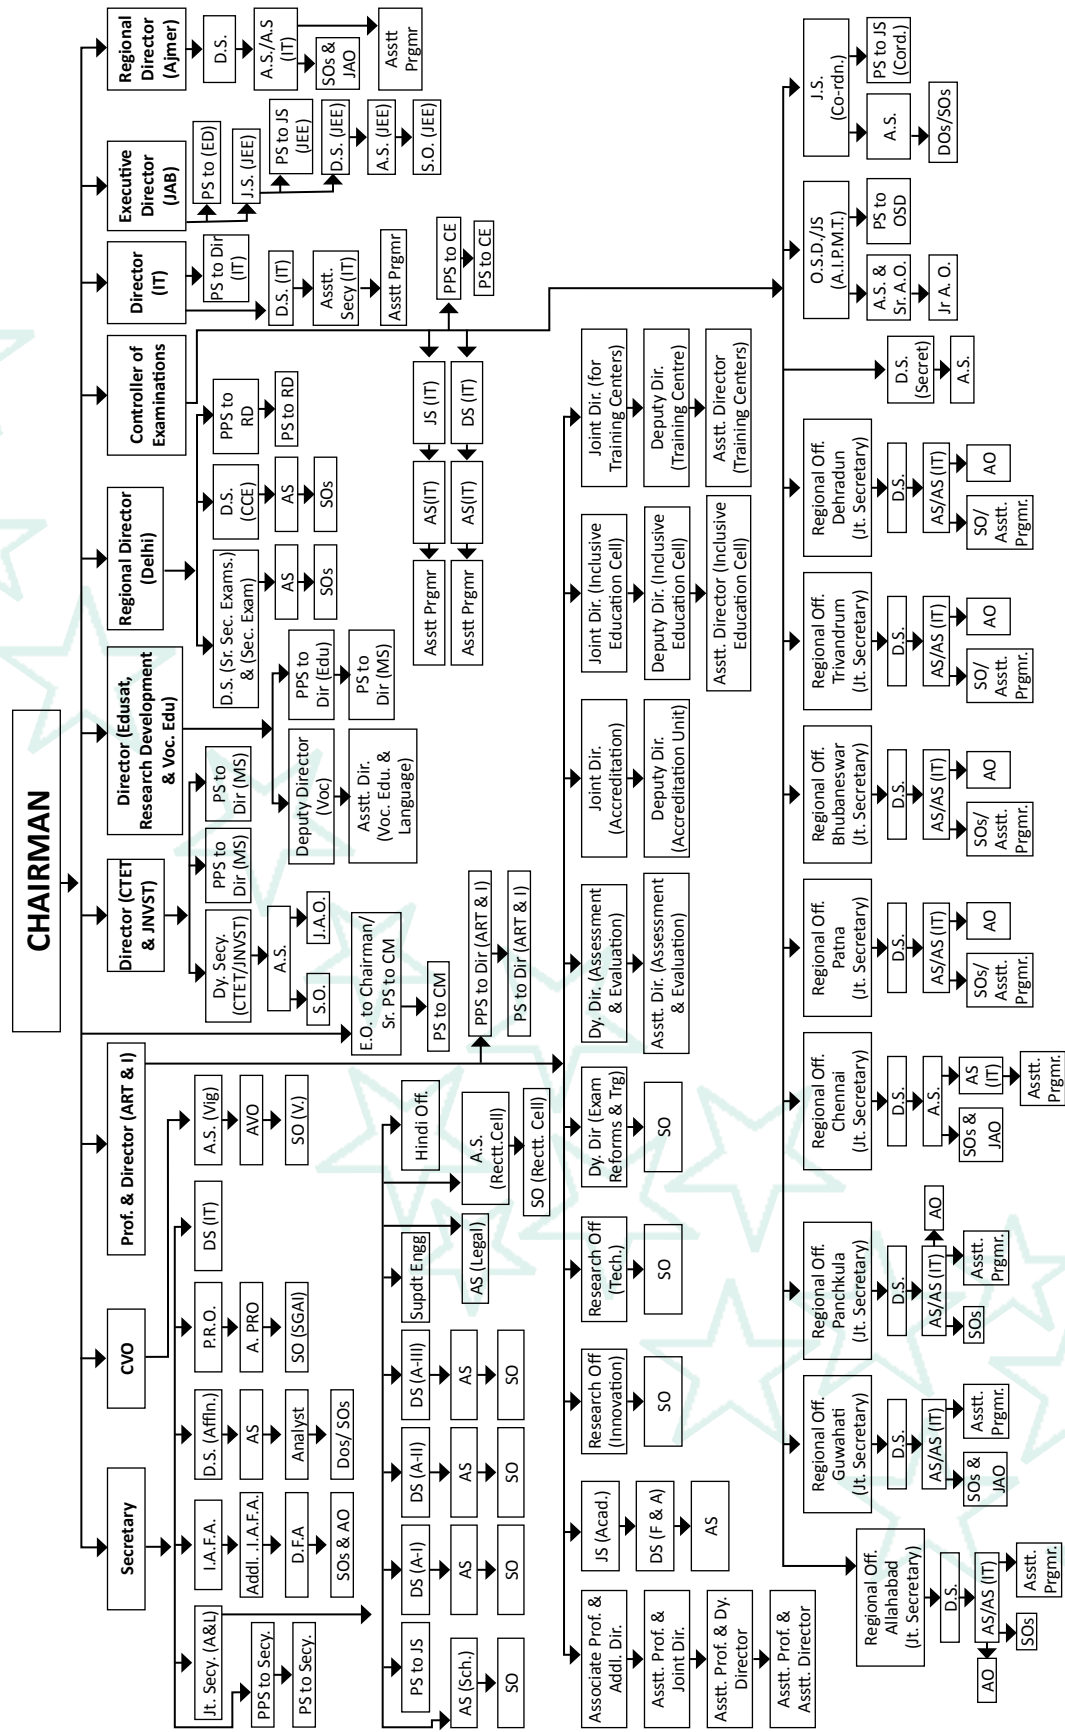 CHAIRMAN
Secretary
CVO
Prof. & Director (ART & I)
Director (CTET
& JNVST)
Director (Edusat,
Research Development
& Voc. Edu)
Regional Director
(Delhi)
Controller of
Examinations
Director
(IT)
Executive
Director
(JAB)
Regional
Director
(Ajmer)
Jt. Secy. (A&L)
PPS to Secy.
PS to Secy.
I.A.F.A.
Addl. I.A.F.A.
D.F.A
SOs & AO
D.S. (Affln.)
AS
Analyst
Dos/ SOs
P.R.O.
A. PRO
SO (SGAI)
DS (IT)
A.S. (Vig)
AVO
SO (V.)
E.O. to Chairman/
Sr. PS to CM
PS to CM
Dy. Secy.
(CTET/JNVST)
A.S.
S.O.
J.A.O.
PPS to
Dir (MS)
PS to
Dir (MS)
Deputy Director
(Voc)
Asstt. Dir.
(Voc. Edu. &
Language)
PPS to
Dir (Edu)
PS to
Dir (MS)
D.S. (Sr. Sec. Exams.)
& (Sec. Exam)
AS
SOs
D.S.
(CCE)
AS
SOs
PPS to
RD
PS to RD
PS to Dir
(IT)
D.S. (IT)
Asstt.
Secy (IT)
Asstt Prgmr
PS to (ED)
J.S. (JEE)
PS to JS
(JEE)
D.S. (JEE)
A.S. (JEE)
S.O. (JEE)
D.S.
A.S./A.S
(IT)
SOs &
JAO
Asstt
Prgmr
PS to JS
AS (Sch.)
SO
DS (A-I)
AS
SO
DS (A-II)
AS
SO
DS (A-III)
AS
SO
Supdt Engg
AS (Legal)
Hindi Off.
A.S.
(Rectt.Cell)
SO (Rectt. Cell)
PPS to Dir (ART & I)
PS to Dir (ART & I)
JS (IT)
AS(IT)
Asstt Prgmr
DS (IT)
AS(IT)
Asstt Prgmr
PPS to CE
PS to CE
Associate Prof. &
Addl. Dir.
Asstt. Prof. &
Joint Dir.
Asstt. Prof. & Dy.
Director
Asstt. Prof. &
Asstt. Director
JS (Acad.)
DS (F & A)
AS
Research Off
(Innovation)
SO
Research Off
(Tech.)
SO
Dy. Dir (Exam
Reforms & Trg)
SO
Dy. Dir. (Assessment
& Evaluation)
Asstt. Dir. (Assessment
& Evaluation)
Joint Dir.
(Accreditation)
Deputy Dir.
(Accreditation Unit)
Joint Dir. (Inclusive
Education Cell)
Deputy Dir. (Inclusive
Education Cell)
Asstt. Director (Inclusive
Education Cell)
Joint Dir. (for
Training Centers)
Deputy Dir.
(Training Centre)
Asstt. Director
(Training Centers)
Regional Off.
Allahabad
(Jt. Secretary)
D.S.
AS/AS (IT)
AO
SOs
Asstt.
Prgmr.
Regional Off.
Guwahati
(Jt. Secretary)
D.S.
AS/AS (IT)
SOs &
JAO
Asstt.
Prgmr.
Regional Off.
Panchkula
(Jt. Secretary)
D.S.
AS/AS (IT)
AO
SOs
Asstt.
Prgmr.
Regional Off.
Chennai
(Jt. Secretary)
D.S.
A.S.
SOs &
JAO
AS
(IT)
Asstt.
Prgmr.
Regional Off.
Patna
(Jt. Secretary)
D.S.
AS/AS (IT)
SOs/
Asstt.
Prgmr.
AO
Regional Off.
Bhubaneswar
(Jt. Secretary)
D.S.
AS/AS (IT)
SOs/
Asstt.
Prgmr.
AO
Regional Off.
Trivandrum
(Jt. Secretary)
D.S.
AS/AS (IT)
SO/
Asstt.
Prgmr.
AO
Regional Off.
Dehradun
(Jt. Secretary)
D.S.
AS/AS (IT)
SO/
Asstt.
Prgmr.
AO
D.S.
(Secret)
A.S.
O.S.D./JS
(A.I.P.M.T.)
A.S. &
Sr. A.O.
Jr A. O.
PS to
OSD
J.S.
(Co-rdn.)
A.S.
DOs/SOs
PS to JS
(Cord.)